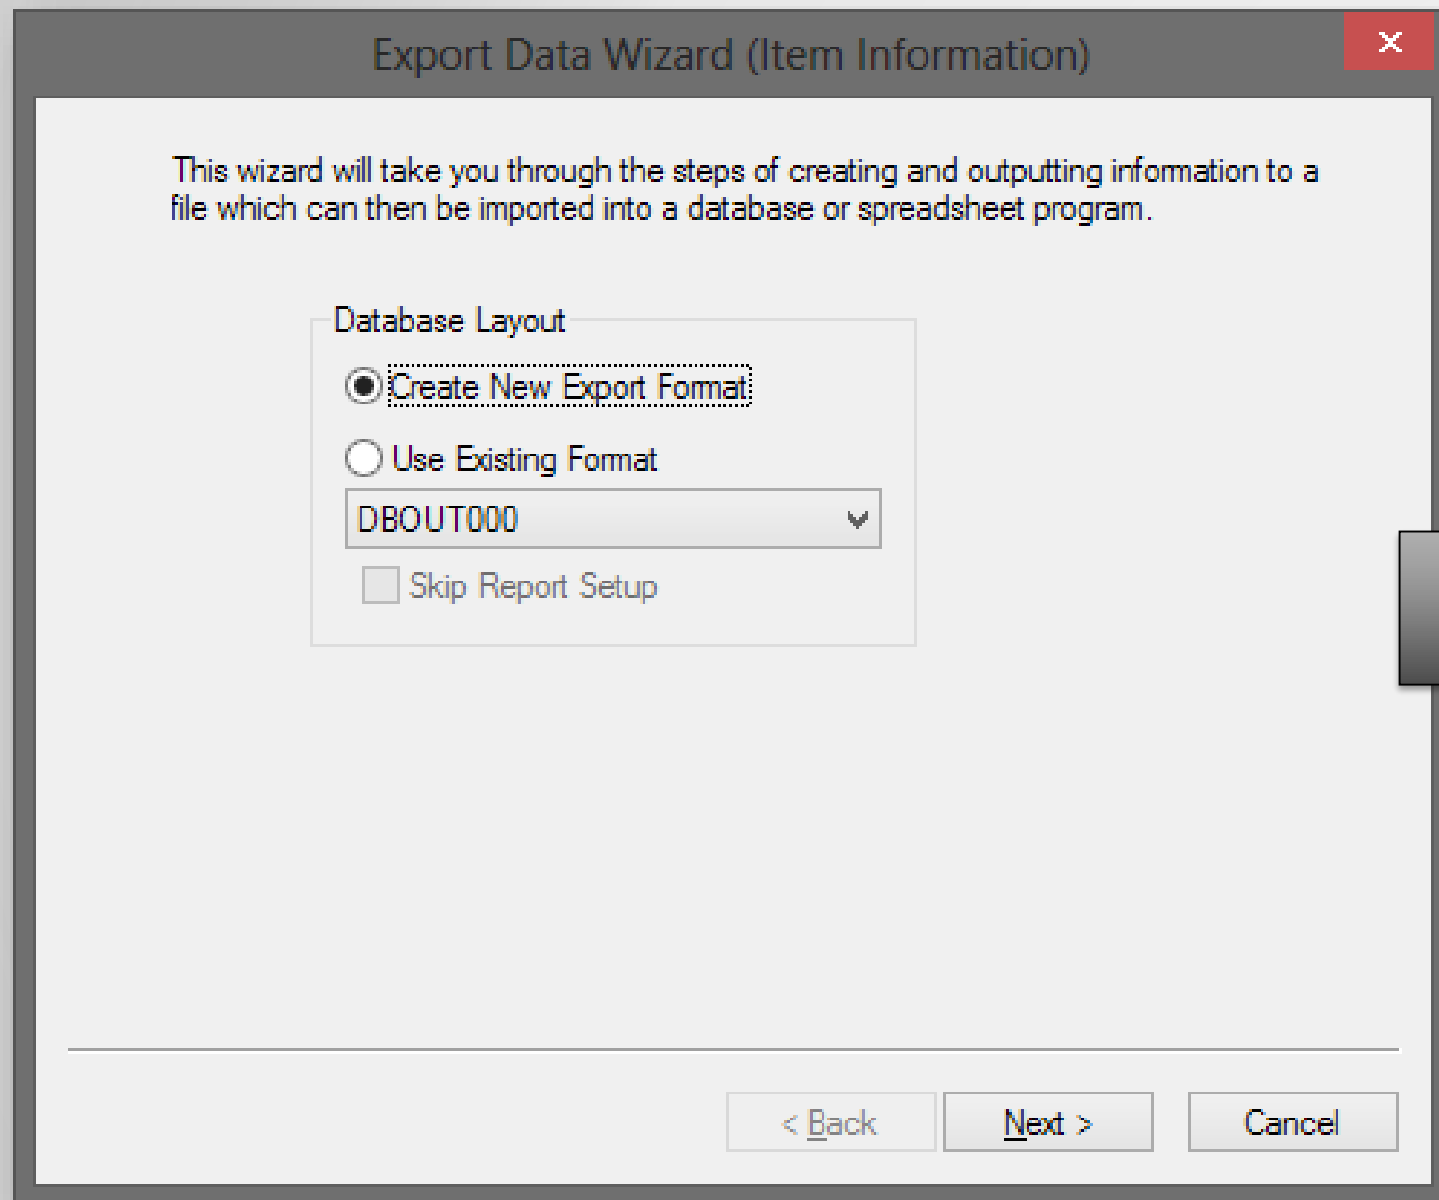 Export Data Wizard (Item Information)
This wizard will take you through the steps of creating and outputting information to a
file which can then be imported into a database or spreadsheet program.
Database Layout
Create New Export Format
Use Existing Format
DBOUT000
Skip Report Setup
< Back
Next >
Cancel